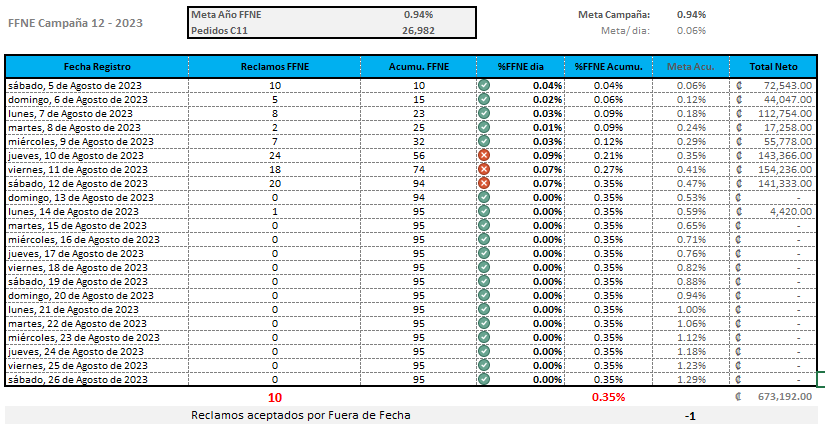 FFNE Campaña 12 - 2023
Meta Año FFNE 0.94%
Pedidos C11 26,982
Meta Campaña: 0.94%
Meta/ dia: 0.06%
Fecha Registro Reclamos FFNE Acumu. FFNE %FFNE dia %FFNE Acumu. Meta Acu. Total Neto
sábado, 5 de Agosto de 2023 10 10 0.04% 0.04% 0.06% ₡ 72,543.00
domingo, 6 de Agosto de 2023 5 15 0.02% 0.06% 0.12% ₡ 44,047.00
lunes, 7 de Agosto de 2023 8 23 0.03% 0.09% 0.18% ₡ 112,754.00
martes, 8 de Agosto de 2023 2 25 0.01% 0.09% 0.24% ₡ 17,258.00
miércoles, 9 de Agosto de 2023 7 32 0.03% 0.12% 0.29% ₡ 55,778.00
jueves, 10 de Agosto de 2023 24 56 0.09% 0.21% 0.35% ₡ 143,366.00
viernes, 11 de Agosto de 2023 18 74 0.07% 0.27% 0.41% ₡ 154,236.00
sábado, 12 de Agosto de 2023 20 94 0.07% 0.35% 0.47% ₡ 141,333.00
domingo, 13 de Agosto de 2023 0 94 0.00% 0.35% 0.53% ₡ -
lunes, 14 de Agosto de 2023 1 95 0.00% 0.35% 0.59% ₡ 4,420.00
martes, 15 de Agosto de 2023 0 95 0.00% 0.35% 0.65% ₡ -
miércoles, 16 de Agosto de 2023 0 95 0.00% 0.35% 0.71% ₡ -
jueves, 17 de Agosto de 2023 0 95 0.00% 0.35% 0.76% ₡ -
viernes, 18 de Agosto de 2023 0 95 0.00% 0.35% 0.82% ₡ -
sábado, 19 de Agosto de 2023 0 95 0.00% 0.35% 0.88% ₡ -
domingo, 20 de Agosto de 2023 0 95 0.00% 0.35% 0.94% ₡ -
lunes, 21 de Agosto de 2023 0 95 0.00% 0.35% 1.00% ₡ -
martes, 22 de Agosto de 2023 0 95 0.00% 0.35% 1.06% ₡ -
miércoles, 23 de Agosto de 2023 0 95 0.00% 0.35% 1.12% ₡ -
jueves, 24 de Agosto de 2023 0 95 0.00% 0.35% 1.18% ₡ -
viernes, 25 de Agosto de 2023 0 95 0.00% 0.35% 1.23% ₡ -
sábado, 26 de Agosto de 2023 0 95 0.00% 0.35% 1.29% ₡ -
10 0.35% ₡ 673,192.00
Reclamos aceptados por Fuera de Fecha -1